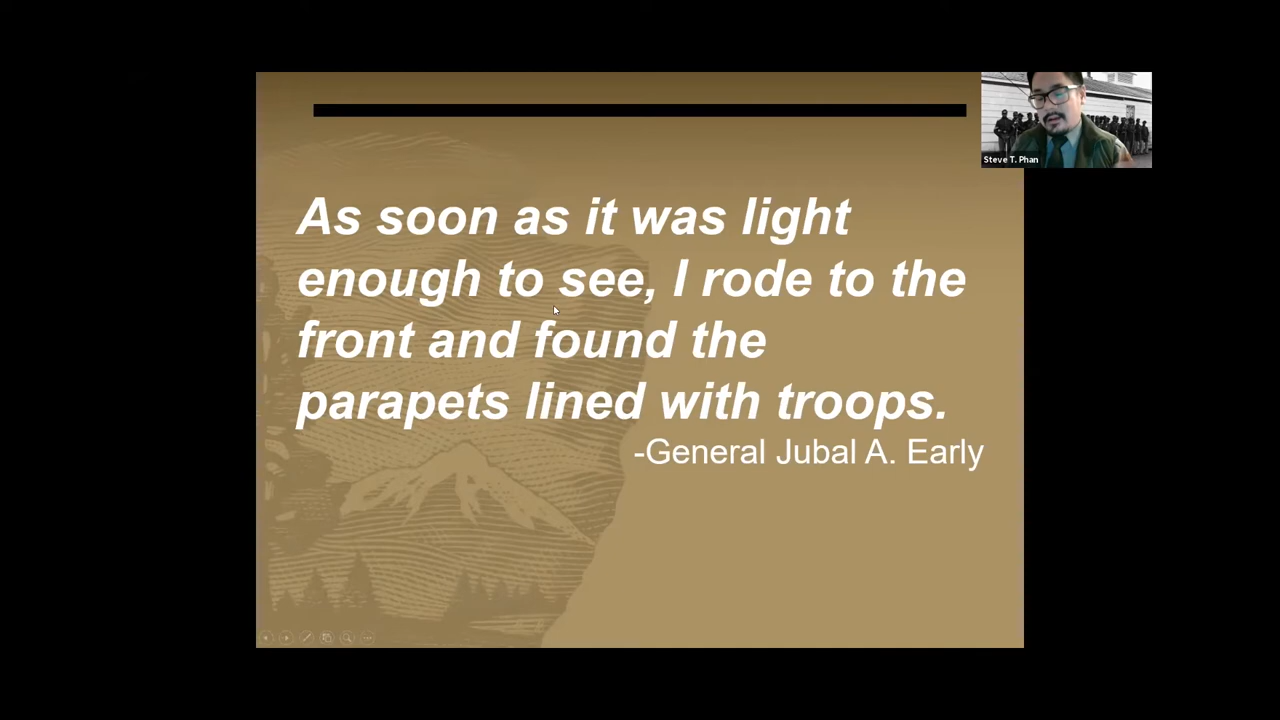 Steve T. Phan
As soon as it was light
enough to see, I rode to the
front and found the
parapets lined with troops.
-General Jubal A. Early